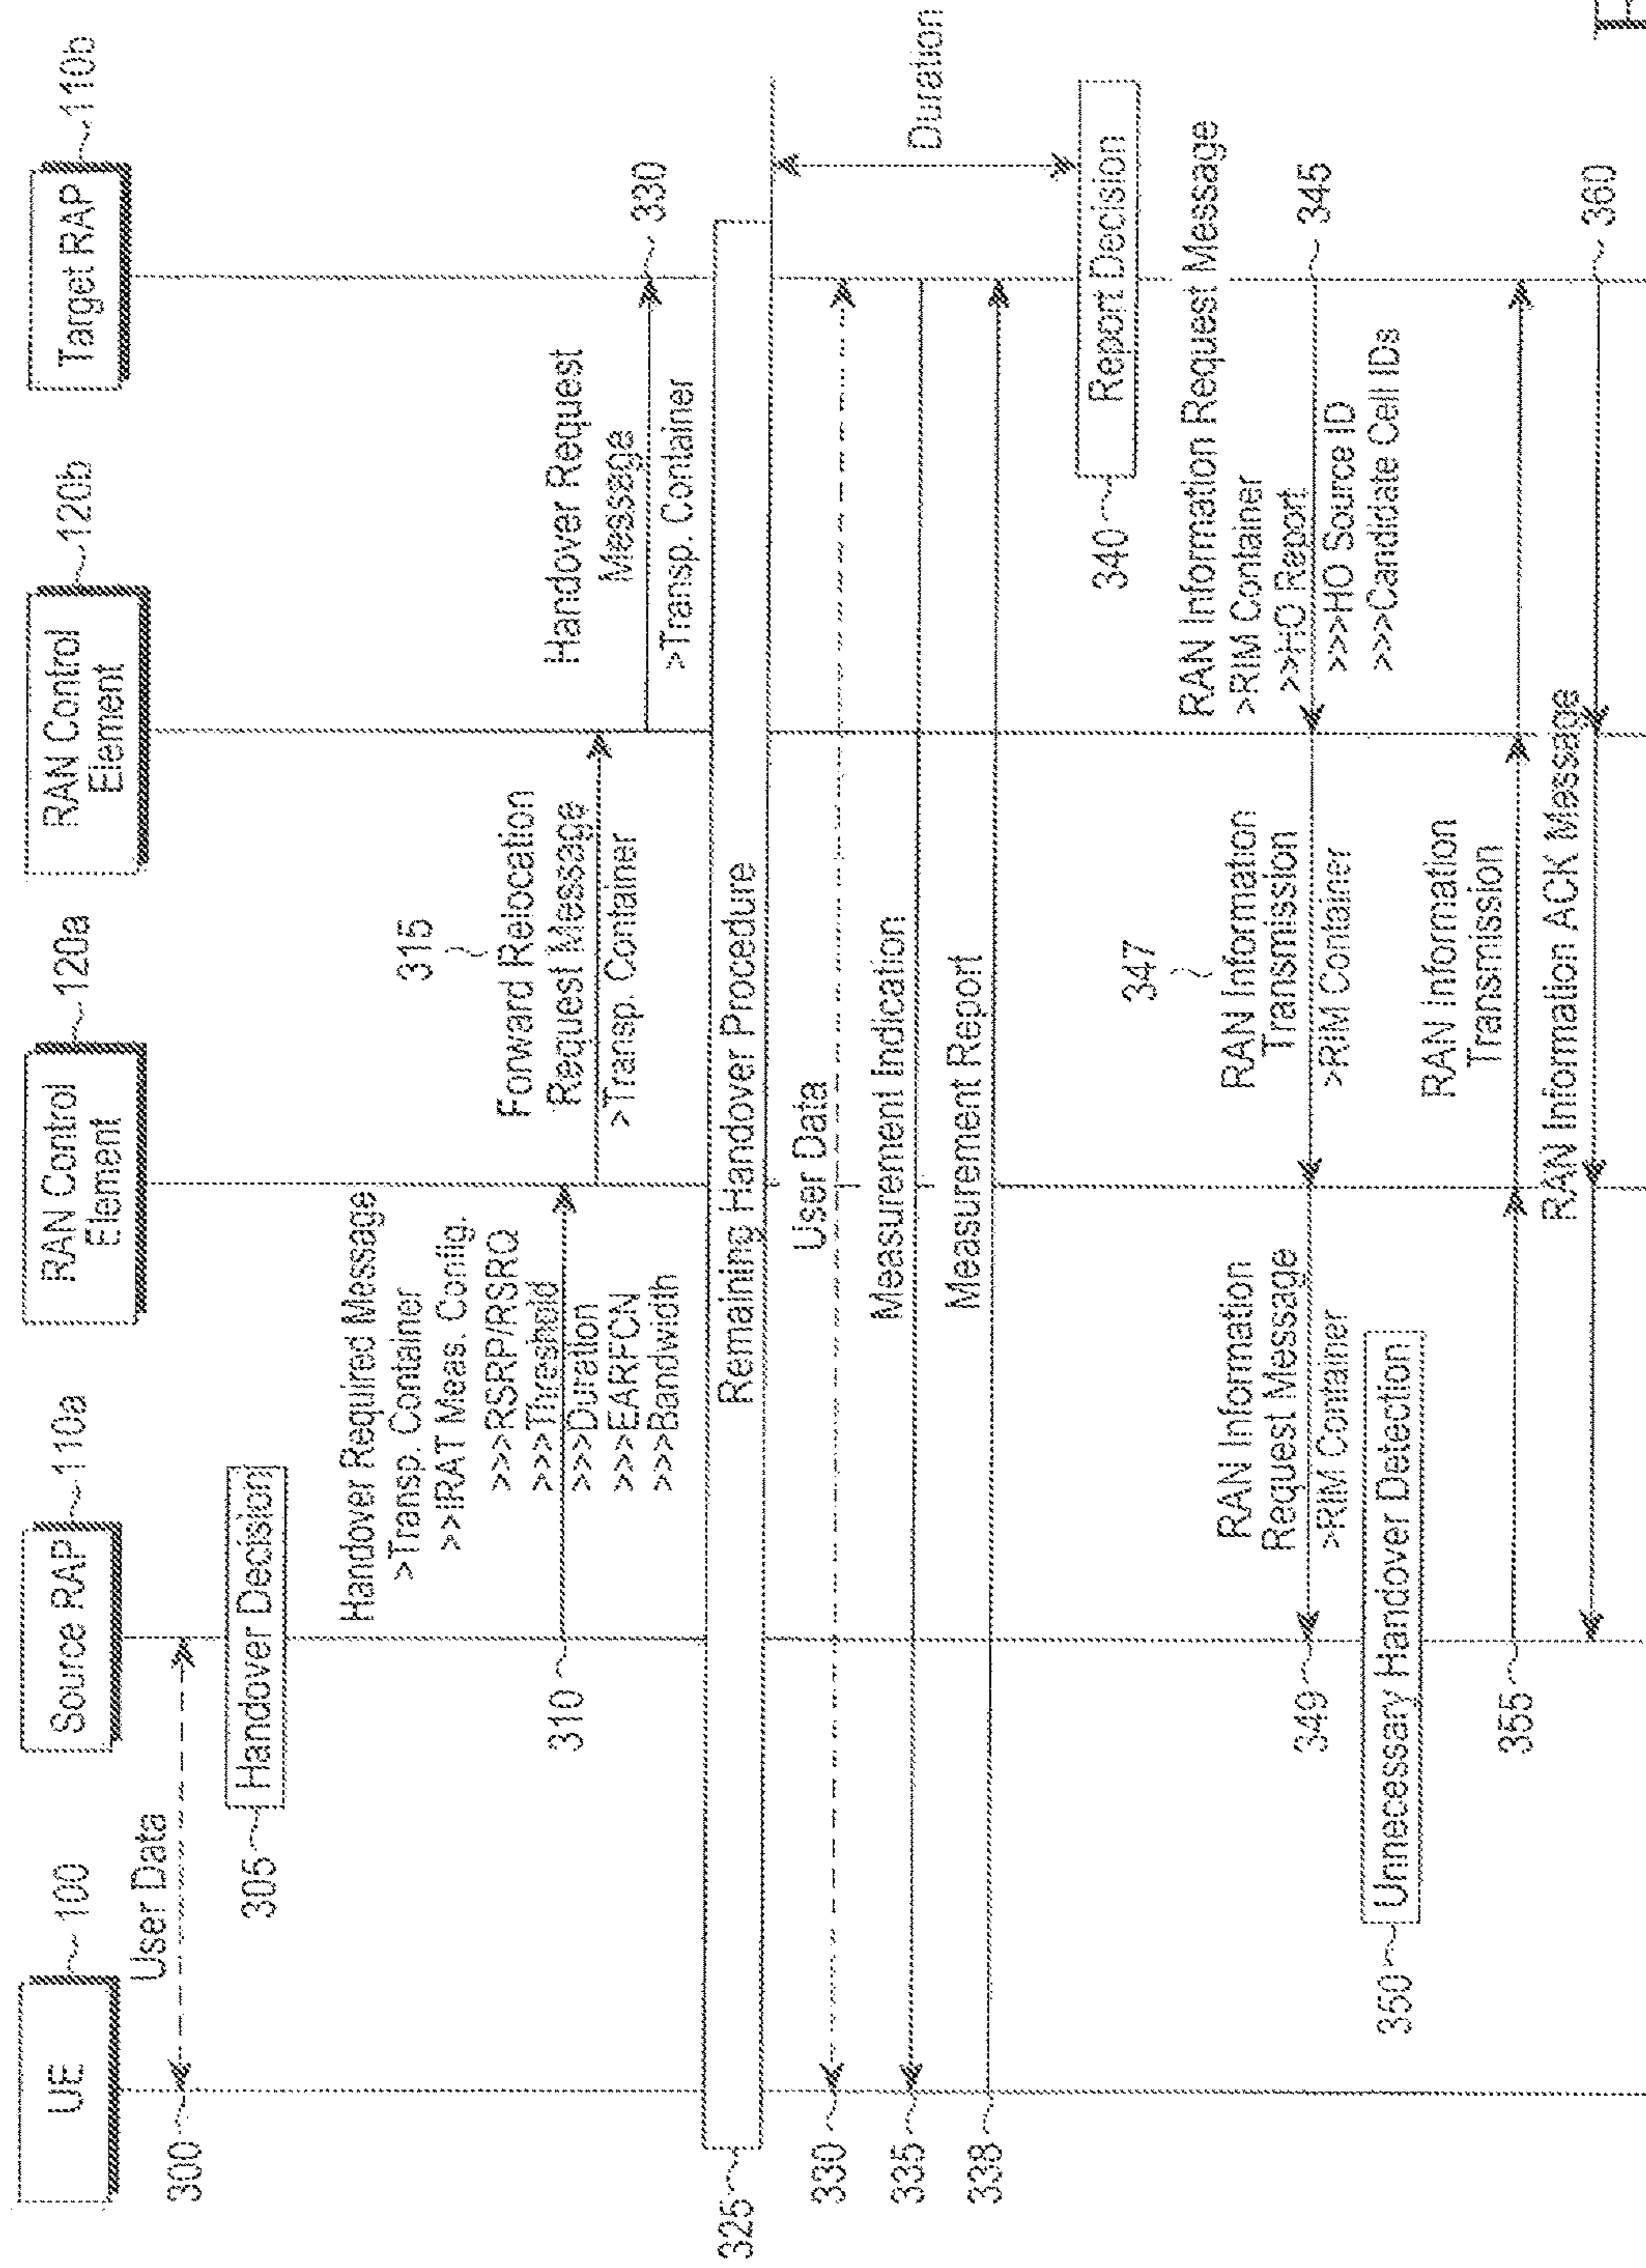 UE
100
Source RAP
110a
RAN Control
Element
120a
RAN Control
Element
120b
Target RAP
110b
User Data
300
305
Handover Decision
Handover Required Message
>Transp. Container
>>IRAT Meas. Config.
>>>RSRP/RSRQ
>>>Threshold
>>>Duration
>>>EARFCN
>>>Bandwidth
310
315
Forward Relocation
Request Message
>Transp. Container
Handover Request
Message
>Transp. Container
330
325
Remaining Handover Procedure
User Data
330
Measurement Indication
335
Measurement Report
338
Duration
340
Report Decision
RAN Information Request Message
>RIM Container
>>HO Report
>>>HO Source ID
>>>Candidate Cell IDs
345
347
RAN Information
Transmission
>RIM Container
RAN Information
Request Message
>RIM Container
349
350
Unnecessary Handover Detection
355
RAN Information
Transmission
RAN Information ACK Message
360